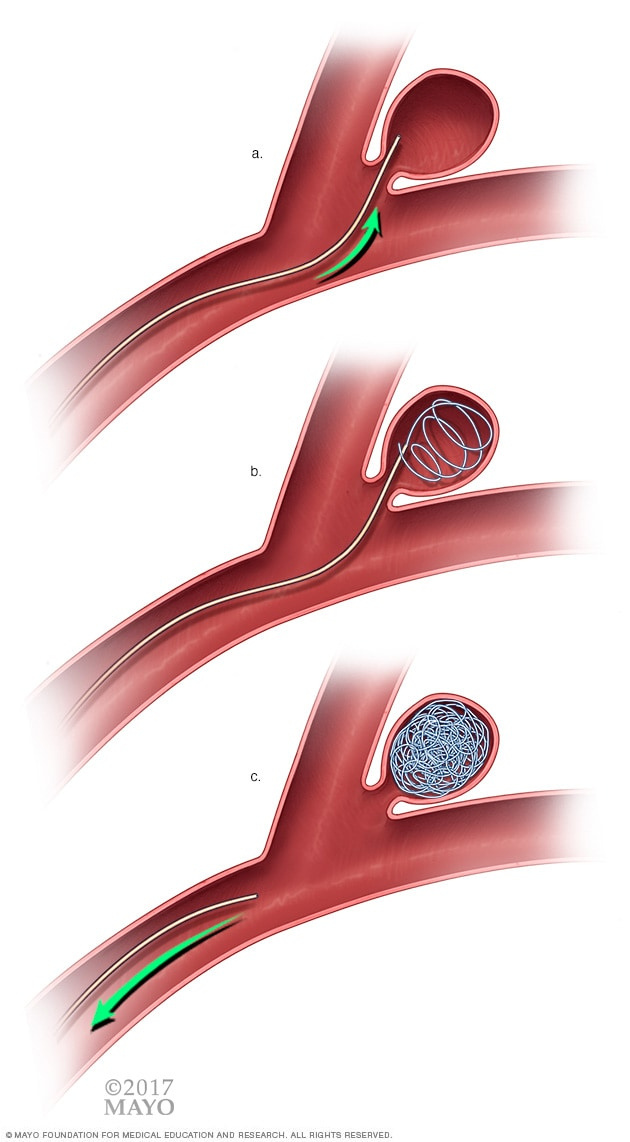 a.
b.
c.
©2017
MAYO
© MAYO FOUNDATION FOR MEDICAL EDUCATION AND RESEARCH. ALL RIGHTS RESERVED.